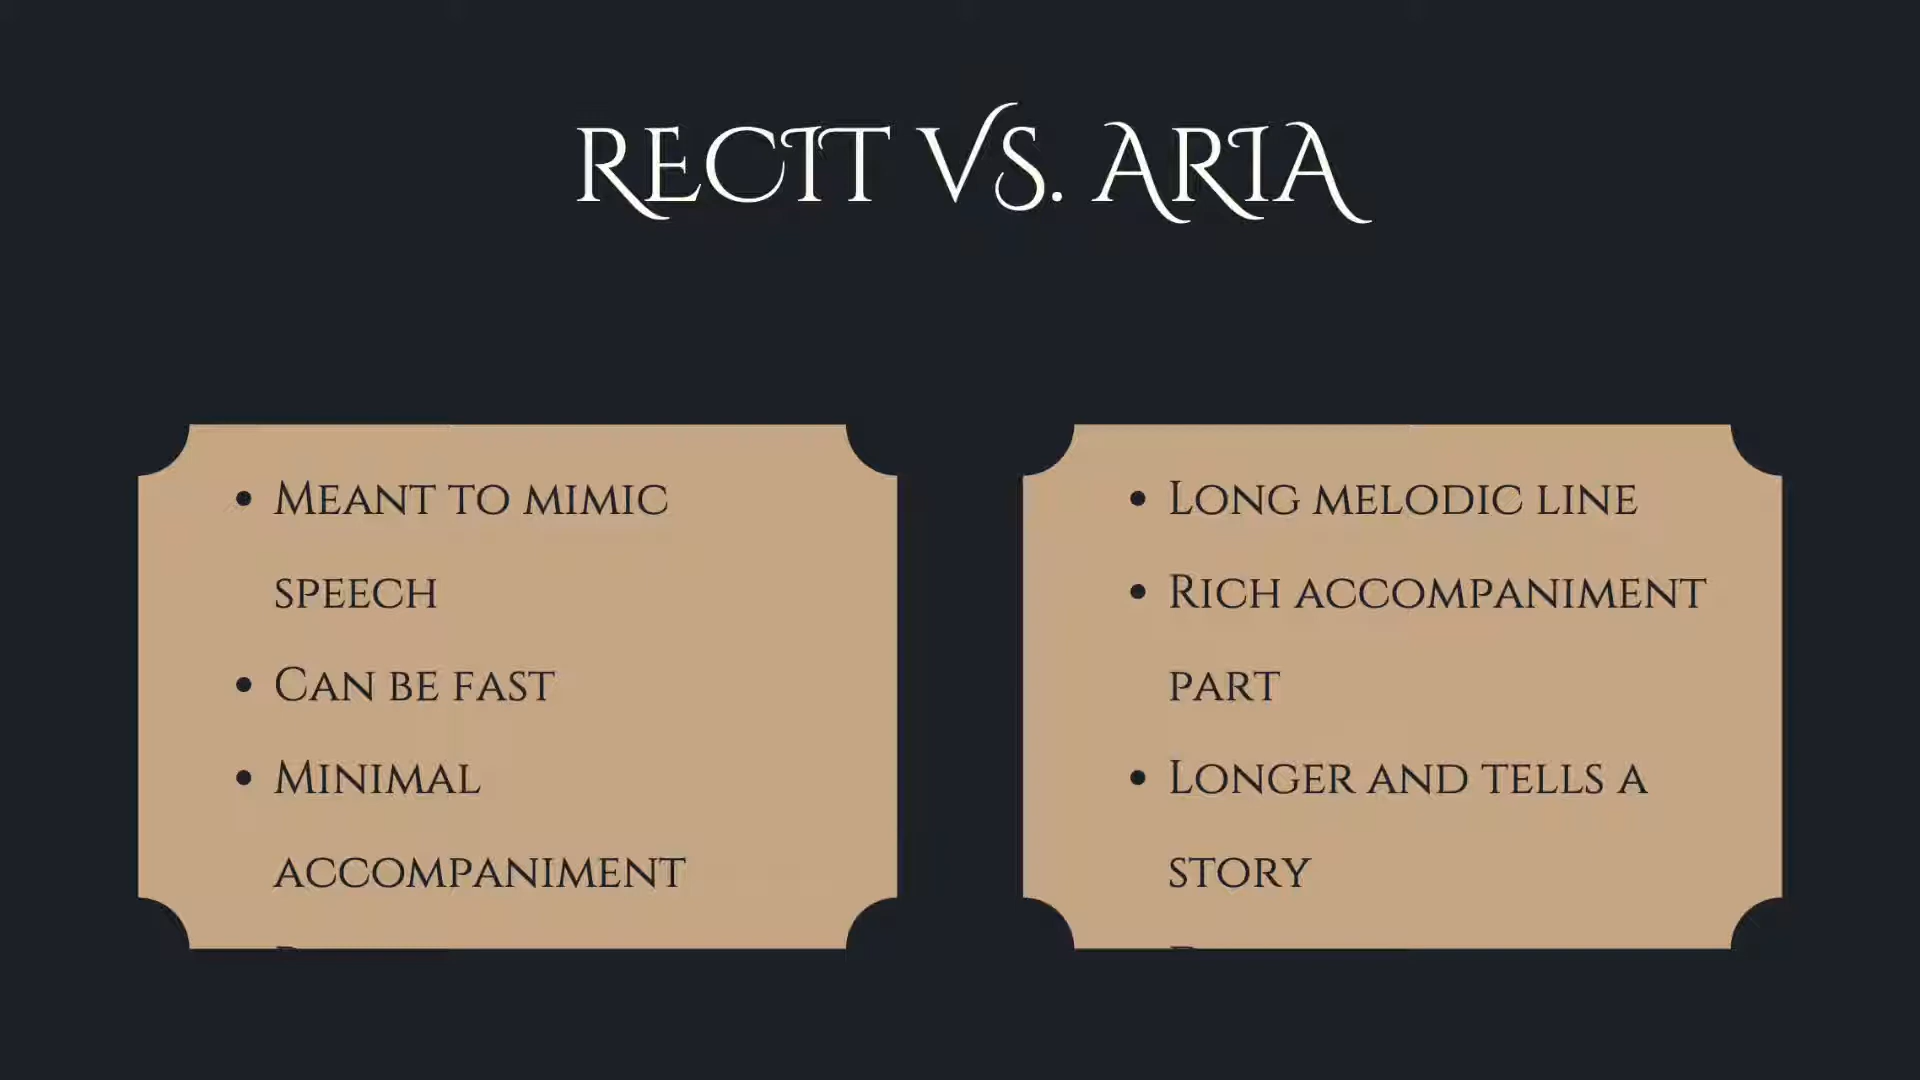 RECIT VS. ARIA
• Meant to mimic
speech
• Can be fast
• Minimal
accompaniment
• Long melodic line
• Rich accompaniment
part
• Longer and tells a
story